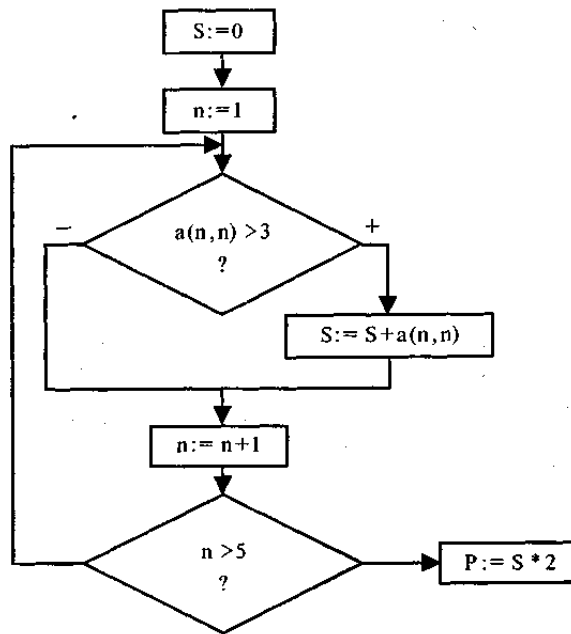 S:=0
n:=1
a(n,n) >3
?
–
+
S:= S+a(n,n)
n:= n+1
n >5
?
P:= S * 2